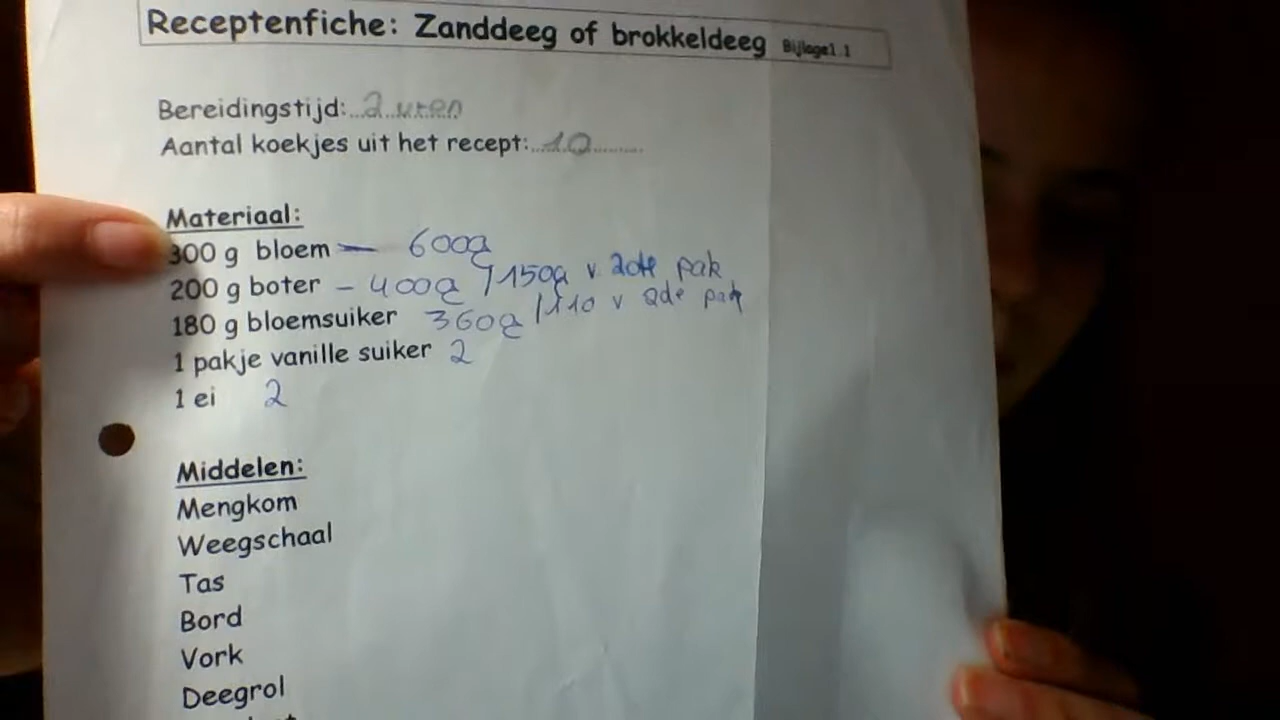 Receptenfiche: Zanddeeg of brokkeldeeg Bijlage1.1
Bereidingstijd:...2 uren
Aantal koekjes uit het recept:...10.........
Materiaal:
300 g bloem — 600g
200 g boter - 400g /150g v 2de pak
180 g bloemsuiker 360g /110 v 2de pak
1 pakje vanille suiker 2
1 ei 2
Middelen:
Mengkom
Weegschaal
Tas
Bord
Vork
Deegrol